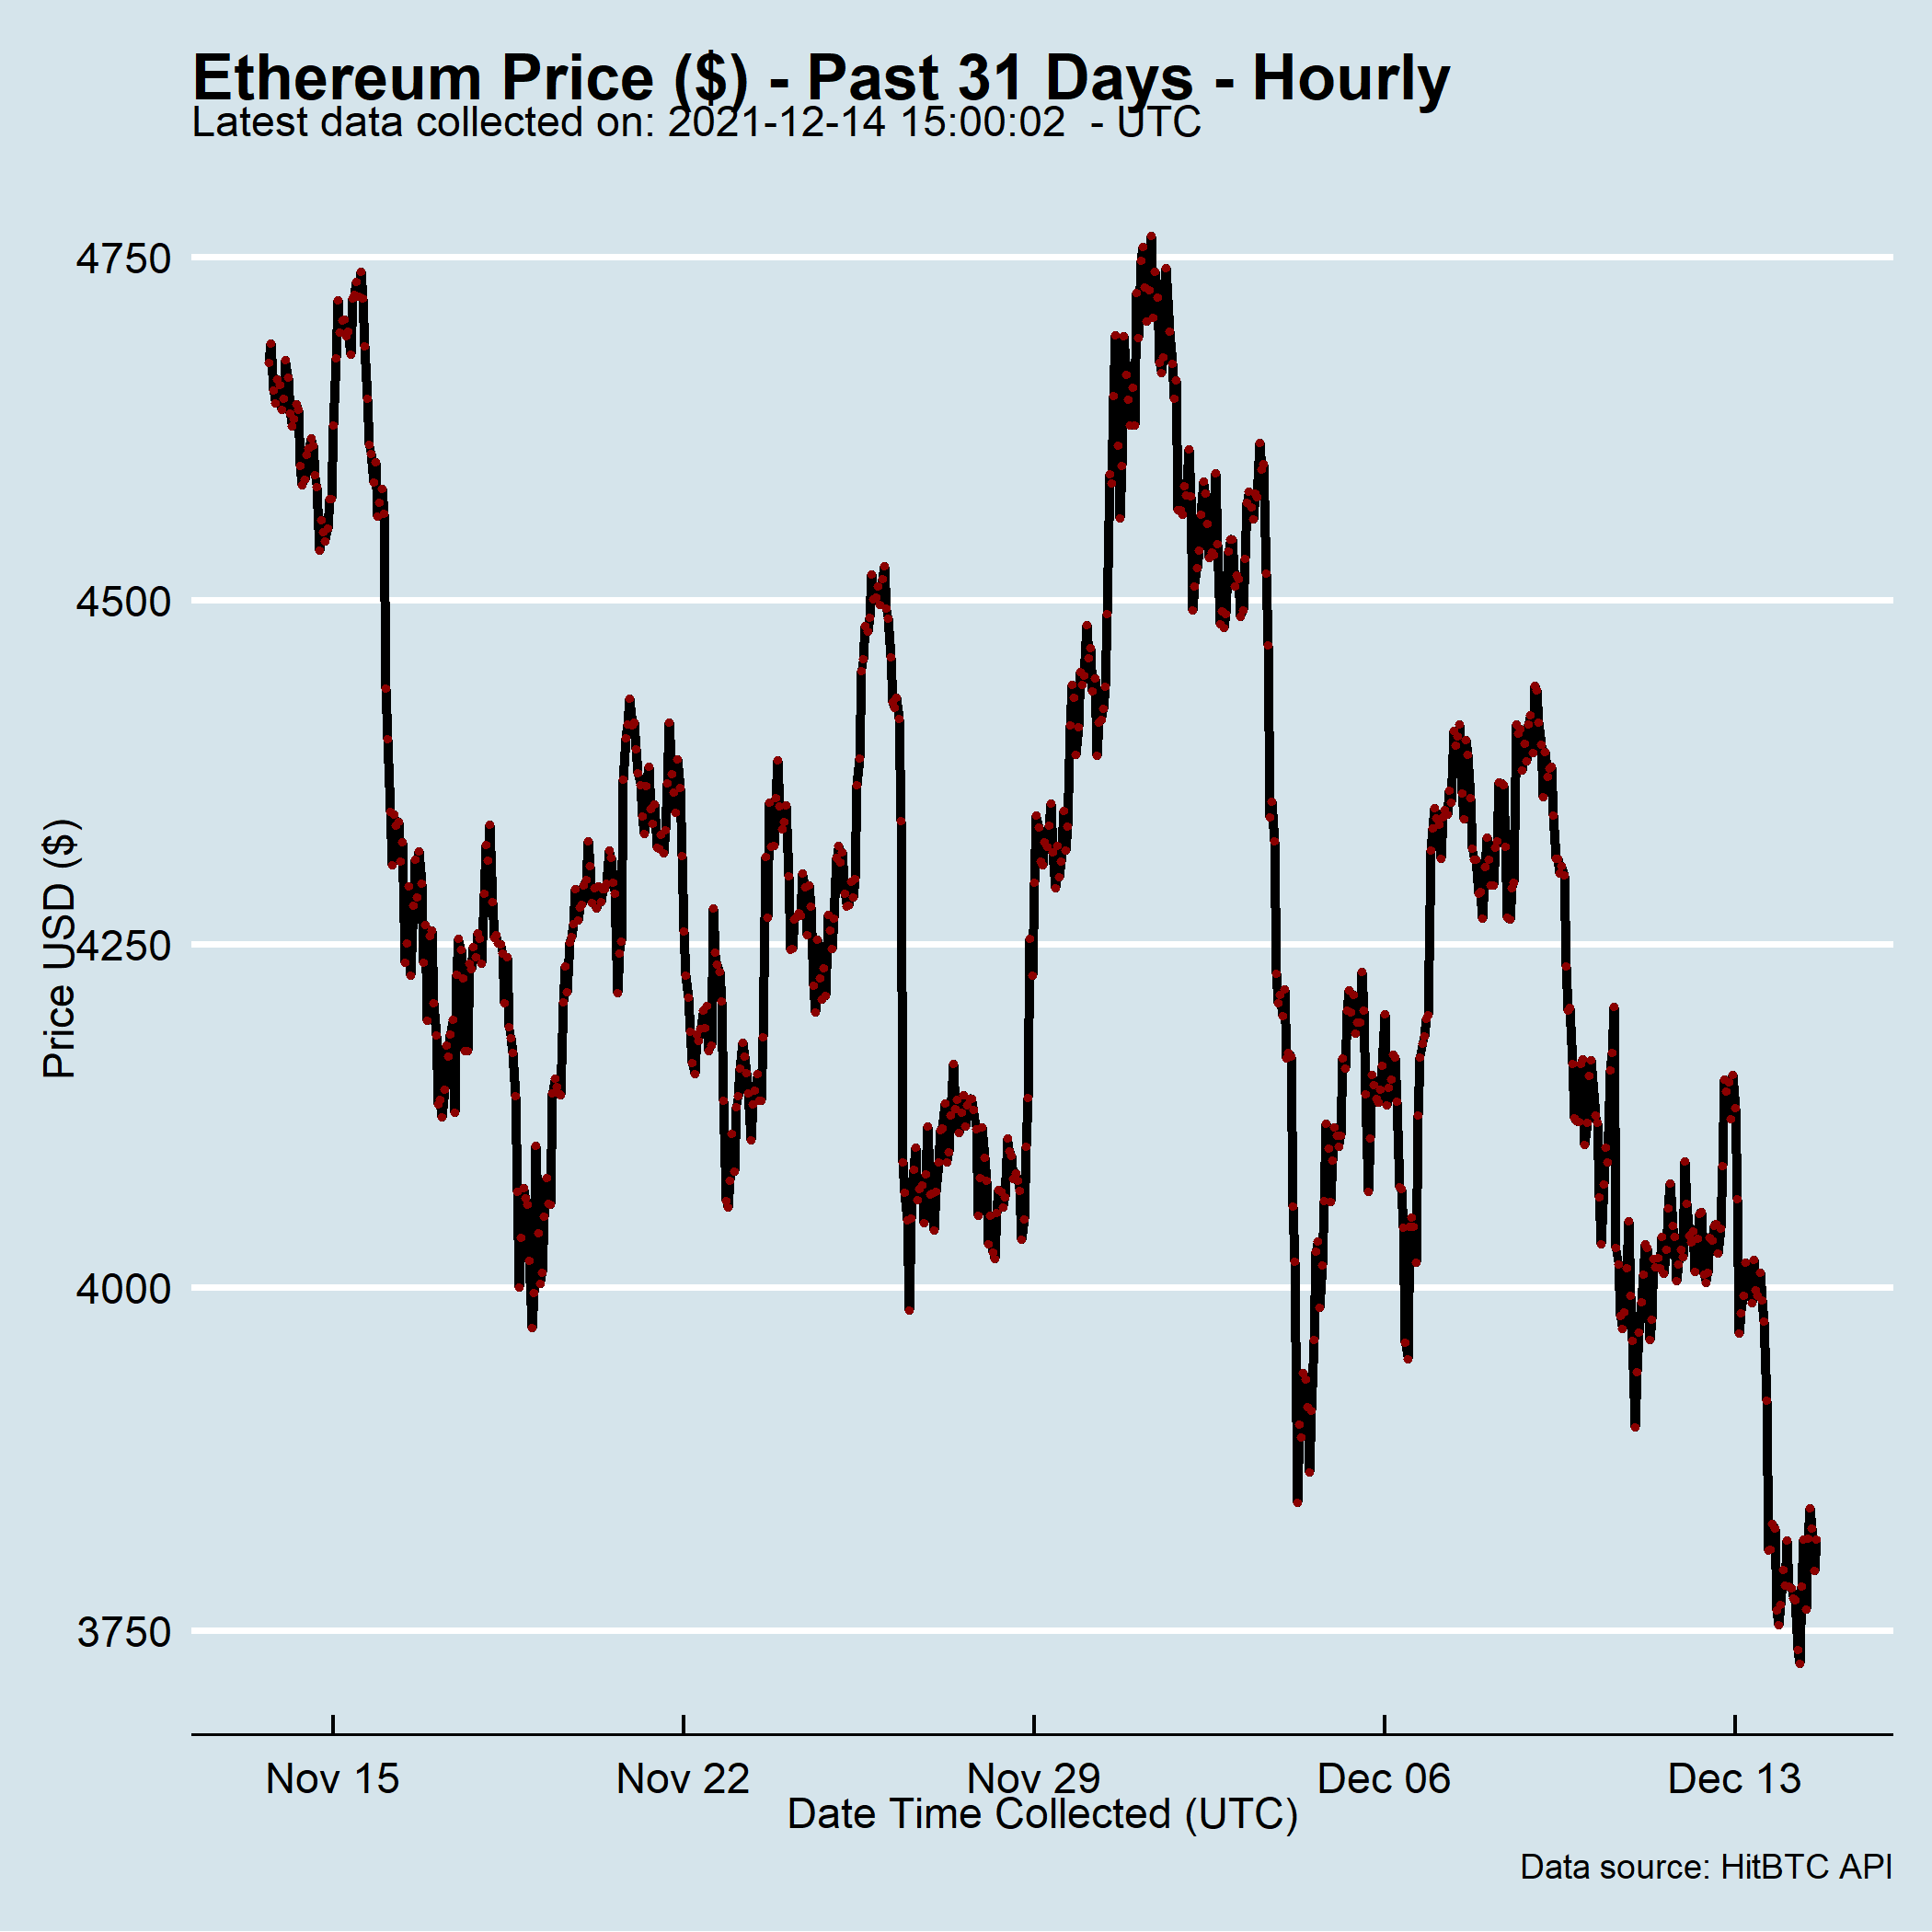 Ethereum Price ($) - Past 31 Days - Hourly
Latest data collected on: 2021-12-14 15:00:02  - UTC
4750
4500
4250
4000
3750
Price USD ($)
Nov 15
Nov 22
Nov 29
Dec 06
Dec 13
Date Time Collected (UTC)
Data source: HitBTC API